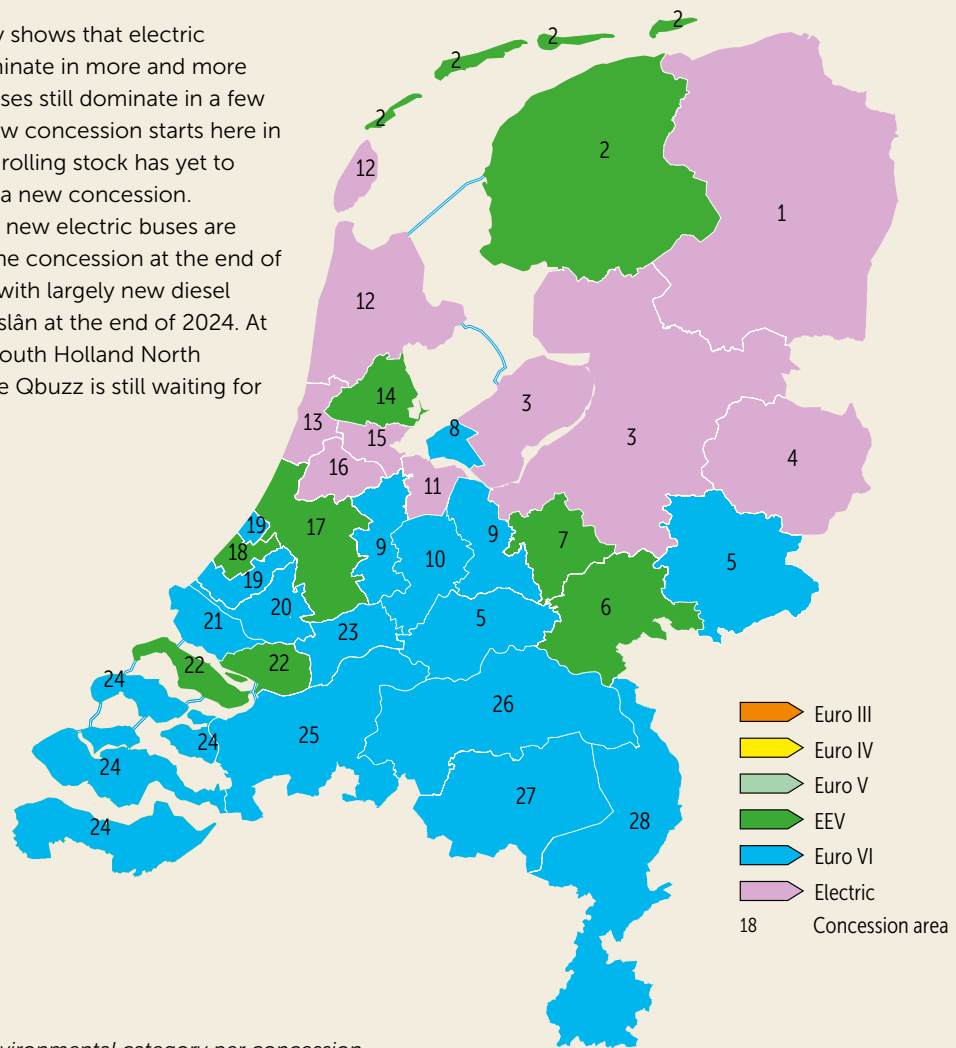 y shows that electric
ninate in more and more
ses still dominate in a few
w concession starts here in
rolling stock has yet to
a new concession.
new electric buses are
ne concession at the end of
with largely new diesel
slân at the end of 2024. At
outh Holland North
e Qbuzz is still waiting for
2
2
2
2
2
12
1
12
14
3
13
8
15
3
4
16
11
17
19
9
9
7
18
10
5
19
20
6
5
21
23
22
22
24
26
25
24
24
27
28
24
Euro III
Euro IV
Euro V
EEV
Euro VI
Electric
18 Concession area
vironmental category per concession